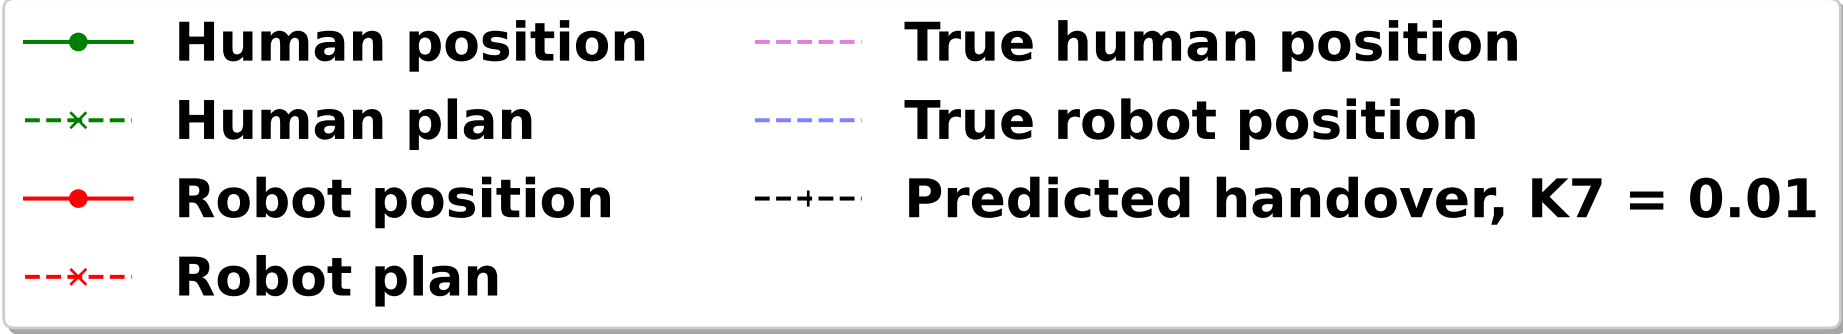 Human position
Human plan
Robot position
Robot plan
True human position
True robot position
Predicted handover, K7 = 0.01